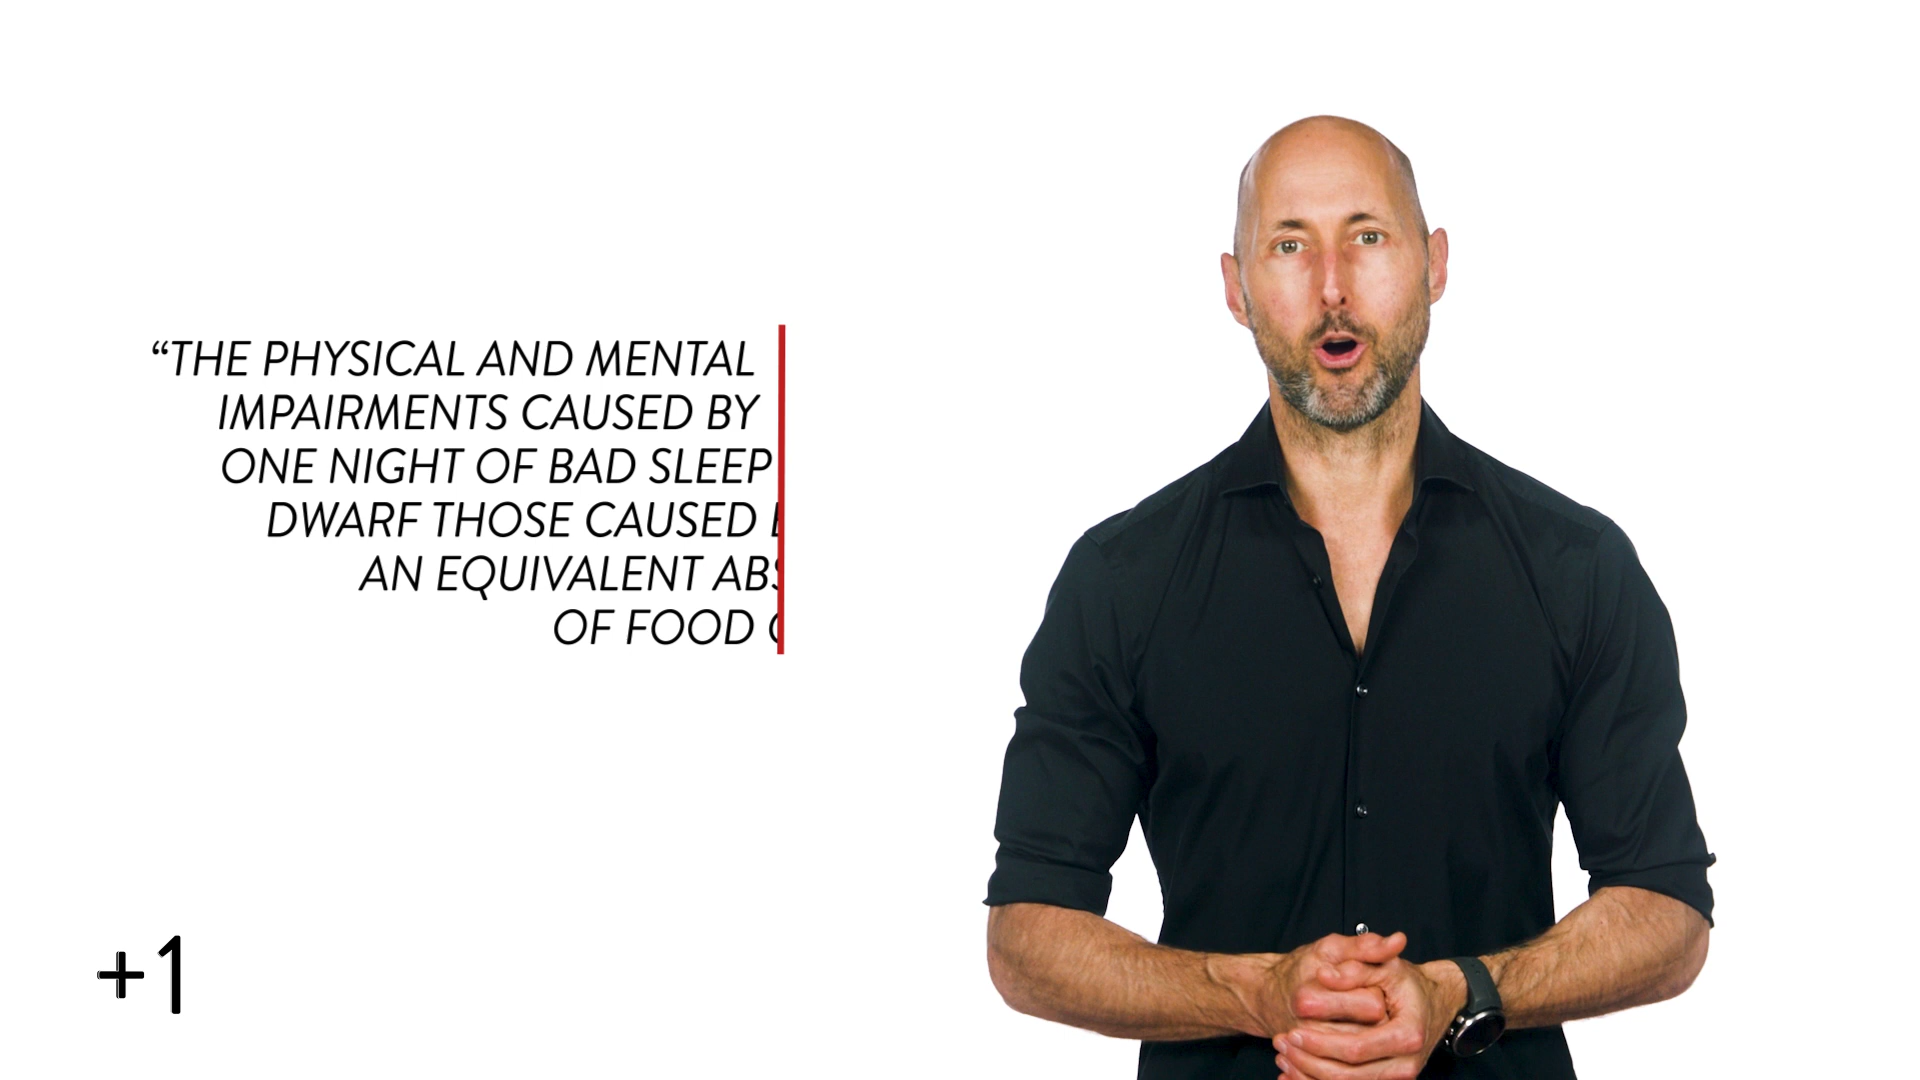 “THE PHYSICAL AND MENTAL
IMPAIRMENTS CAUSED BY
ONE NIGHT OF BAD SLEEP
DWARF THOSE CAUSED
AN EQUIVALENT
OF FOOD
+1